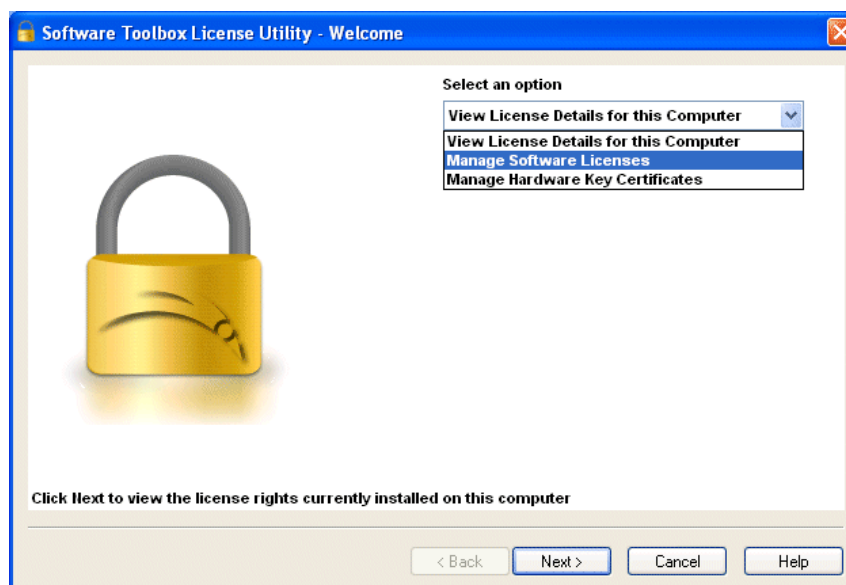 Software Toolbox License Utility - Welcome
Select an option
View License Details for this Computer
View License Details for this Computer
Manage Software Licenses
Manage Hardware Key Certificates
Click Next to view the license rights currently installed on this computer
< Back
Next >
Cancel
Help